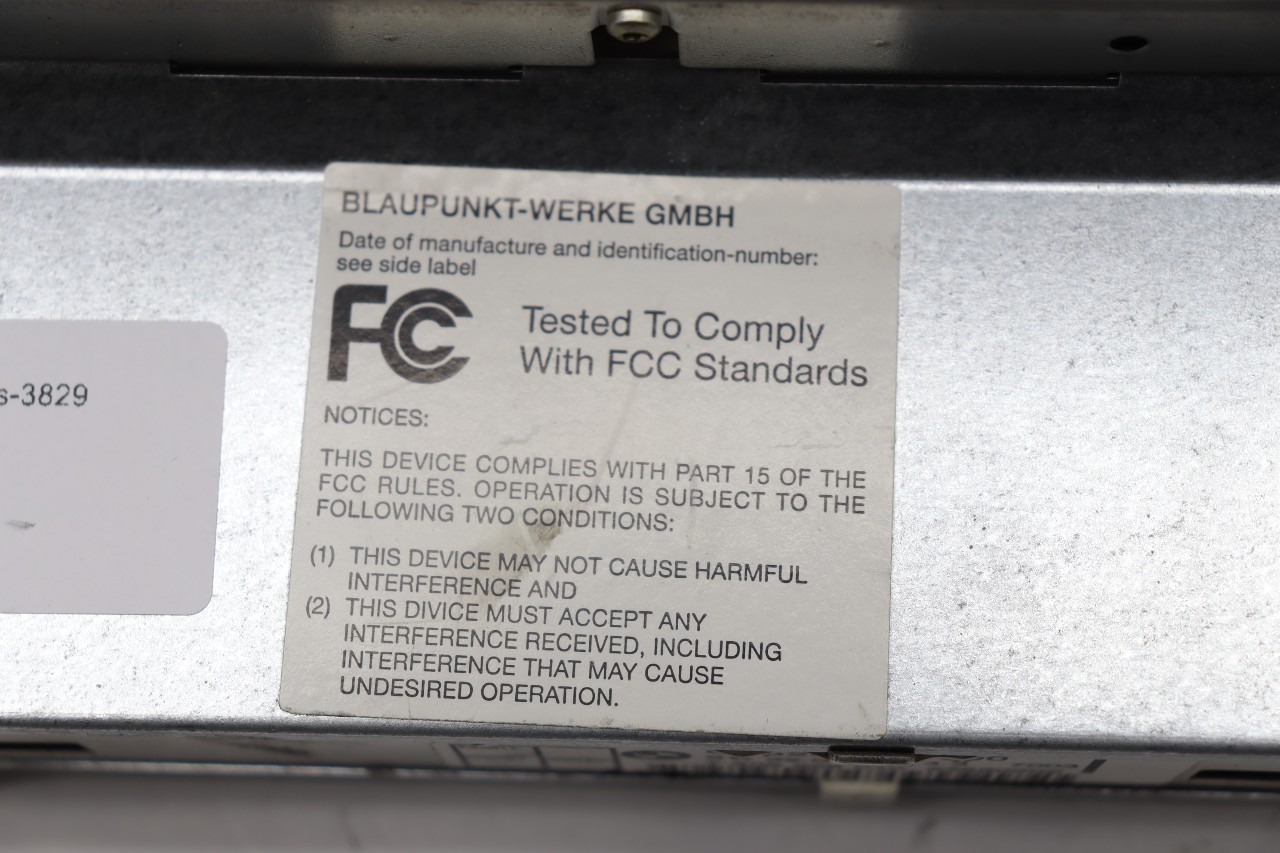 BLAUPUNKT-WERKE GMBH
Date of manufacture and identification-number:
see side label
FC
Tested To Comply
With FCC Standards
s-3829
NOTICES:
THIS DEVICE COMPLIES WITH PART 15 OF THE
FCC RULES. OPERATION IS SUBJECT TO THE
FOLLOWING TWO CONDITIONS:
(1) THIS DEVICE MAY NOT CAUSE HARMFUL
INTERFERENCE AND
(2) THIS DIVICE MUST ACCEPT ANY
INTERFERENCE RECEIVED, INCLUDING
INTERFERENCE THAT MAY CAUSE
UNDESIRED OPERATION.